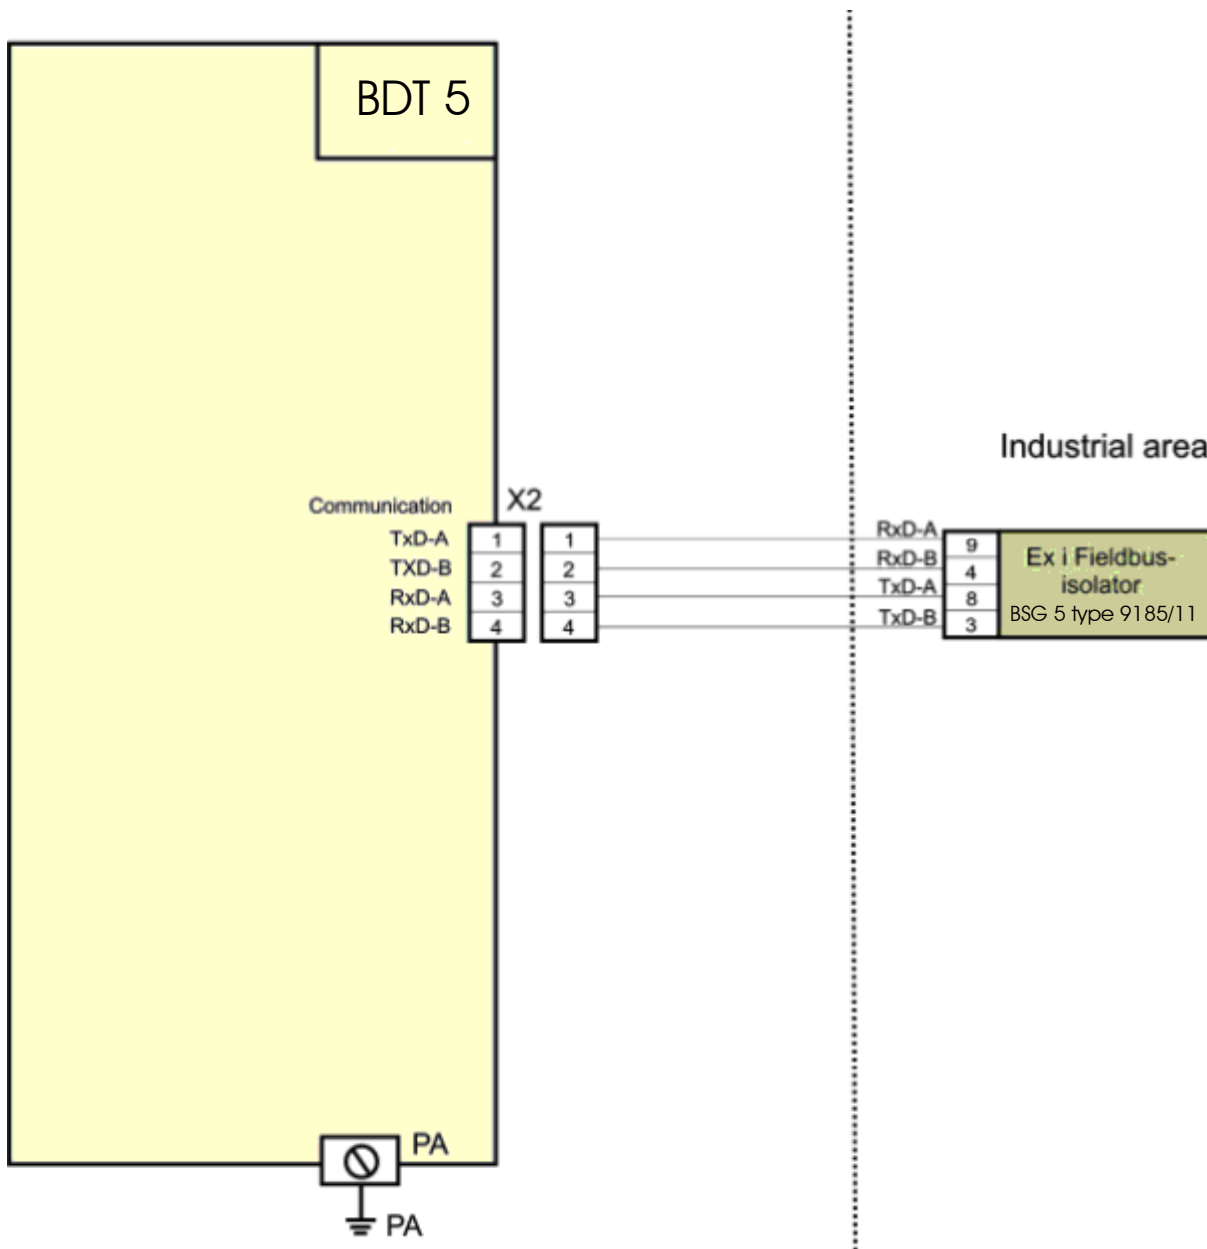 BDT 5
Industrial area
Communication
X2
TxD-A 1 1 RxD-A 9
TXD-B 2 2 RxD-B 4
RxD-A 3 3 TxD-A 8
RxD-B 4 4 TxD-B 3
Ex i Fieldbus-
isolator
BSG 5 type 9185/11
PA
PA